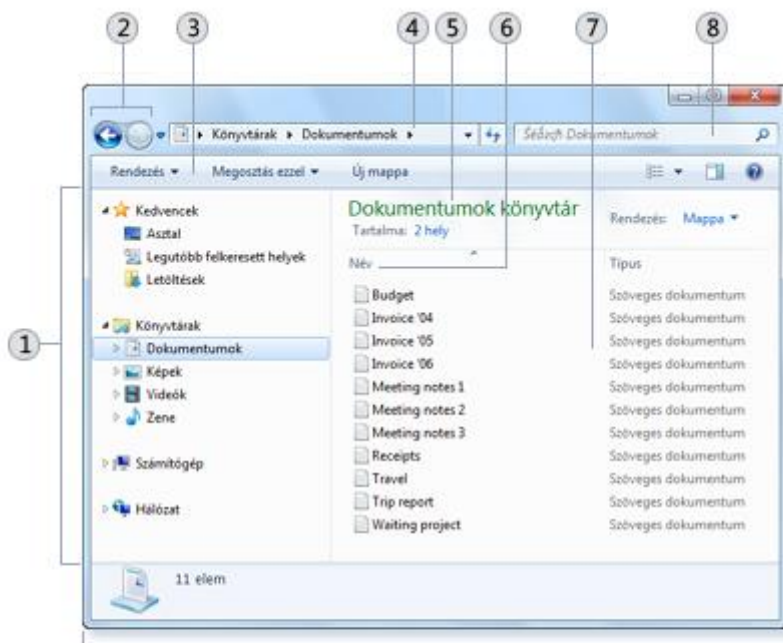 2 3 4 5 6 7 8
Könyvtárak Dokumentumok
Dokumentumok
Rendezés Megosztás ezzel Új mappa
1
Kedvencek
Asztal
Legutóbb felkeresett helyek
Letöltések
Könyvtárak
Dokumentumok
Képek
Videók
Zene
Számítógép
Hálózat
Dokumentumok könyvtár
Tartalma: 2 hely
Rendezés: Mappa
Név Típus
Budget Szöveges dokumentum
Invoice '04 Szöveges dokumentum
Invoice '05 Szöveges dokumentum
Invoice '06 Szöveges dokumentum
Meeting notes 1 Szöveges dokumentum
Meeting notes 2 Szöveges dokumentum
Meeting notes 3 Szöveges dokumentum
Receipts Szöveges dokumentum
Travel Szöveges dokumentum
Trip report Szöveges dokumentum
Waiting project Szöveges dokumentum
11 elem